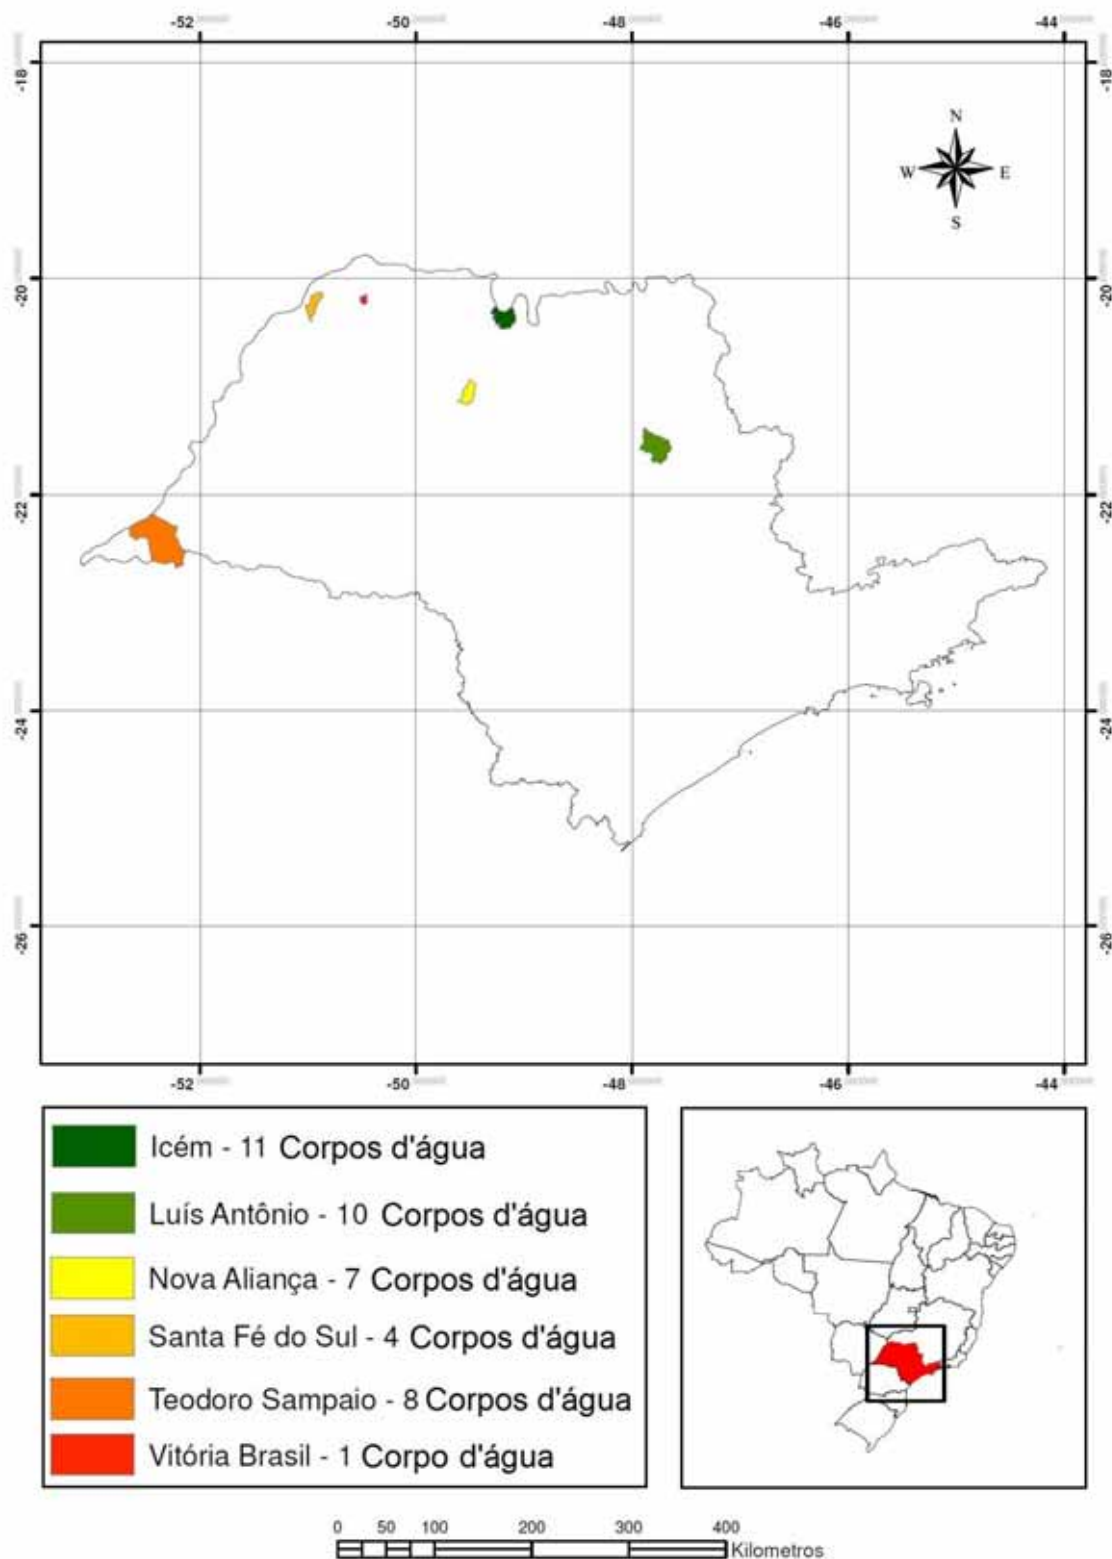 -52 -50 -48 -46 -44
-18 -18
N
W E
S
-20 -20
-22 -22
-24 -24
-26 -26
-52 -50 -48 -46 -44
Icém - 11 Corpos d'água
Luís Antônio - 10 Corpos d'água
Nova Aliança - 7 Corpos d'água
Santa Fé do Sul - 4 Corpos d'água
Teodoro Sampaio - 8 Corpos d'água
Vitória Brasil - 1 Corpo d'água
0 50 100 200 300 400
Kilometros